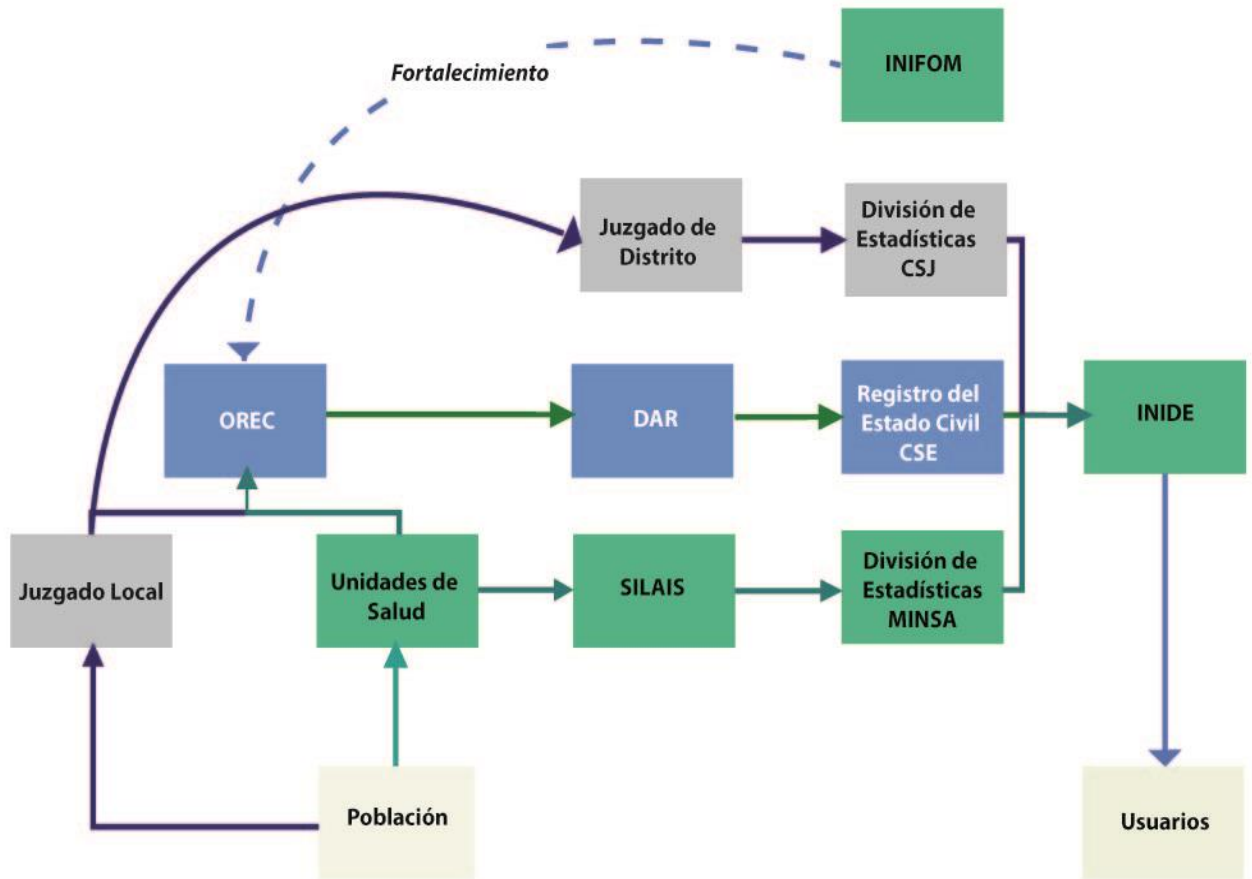 INIFOM
Fortalecimiento
Juzgado de
Distrito
División de
Estadísticas
CSJ
OREC
DAR
Registro del
Estado Civil
CSE
INIDE
Juzgado Local
Unidades de
Salud
SILAIS
División de
Estadísticas
MINSA
Población
Usuarios